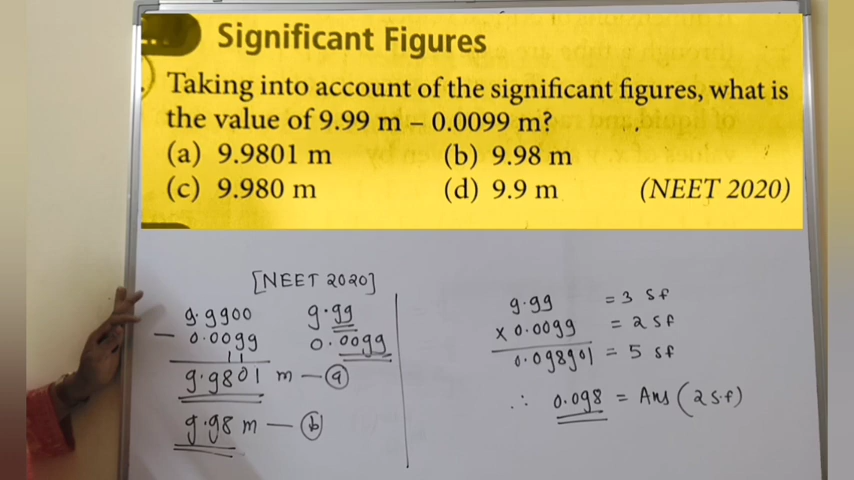 Significant Figures
Taking into account of the significant figures, what is
the value of 9.99 m – 0.0099 m?
(a) 9.9801 m (b) 9.98 m
(c) 9.980 m (d) 9.9 m (NEET 2020)
[NEET 2020]
9.9900
– 0.0099
9.9801 m — (a)
9.98 m — (b)
9.99
0.0099
9.99 = 3 Sf
x 0.0099 = 2 SF
0.098901 = 5 sf
∴ 0.098 = Ans (2 S.f)